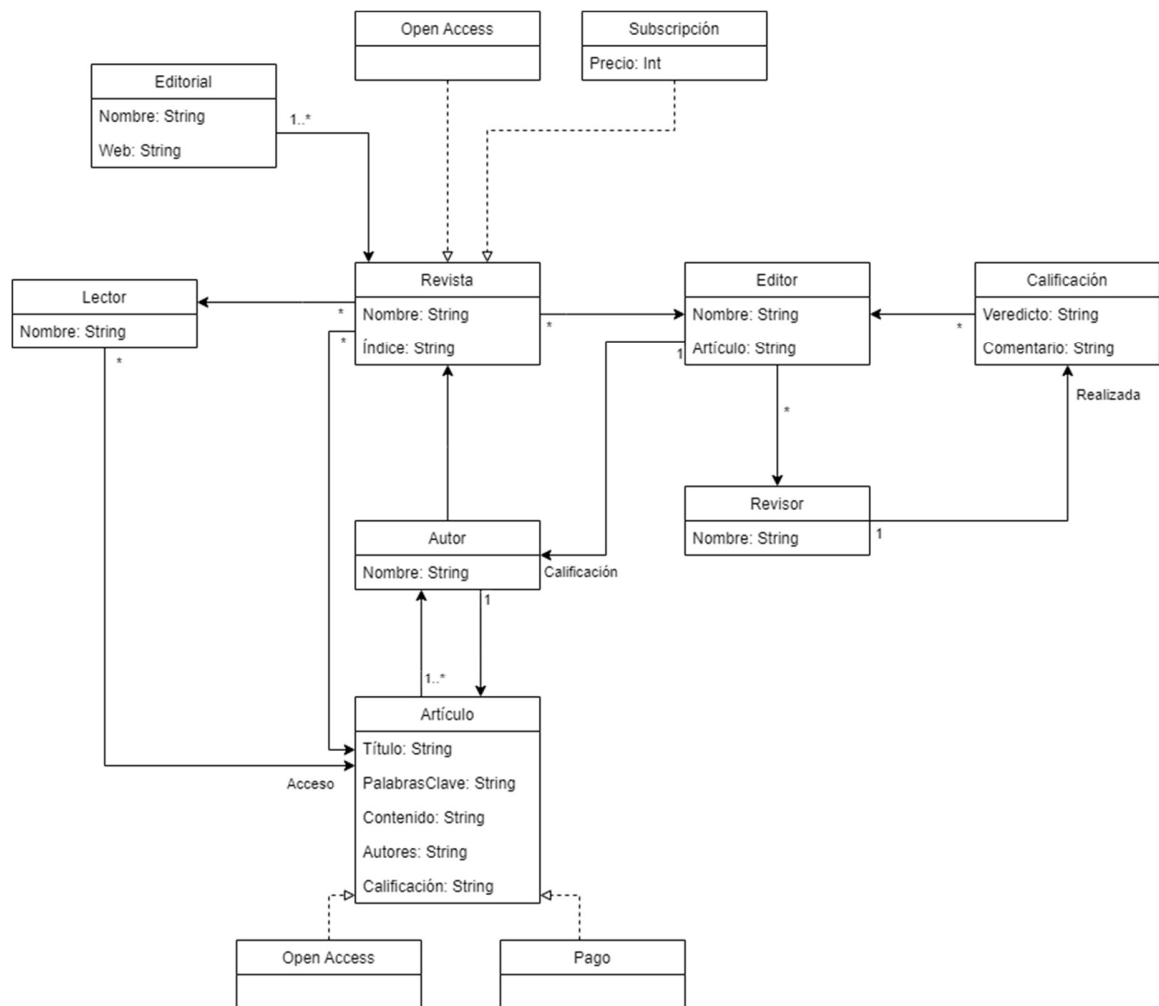 Open Access
Subscripción
Precio: Int
Editorial
Nombre: String
Web: String
1..*
Lector
Nombre: String
*
Revista
Nombre: String
Índice: String
*
*
*
Editor
Nombre: String
Artículo: String
1
*
Calificación
Veredicto: String
Comentario: String
*
Realizada
Revisor
Nombre: String
1
Autor
Nombre: String
Calificación
1
1..*
Artículo
Título: String
PalabrasClave: String
Contenido: String
Autores: String
Calificación: String
Acceso
Open Access
Pago